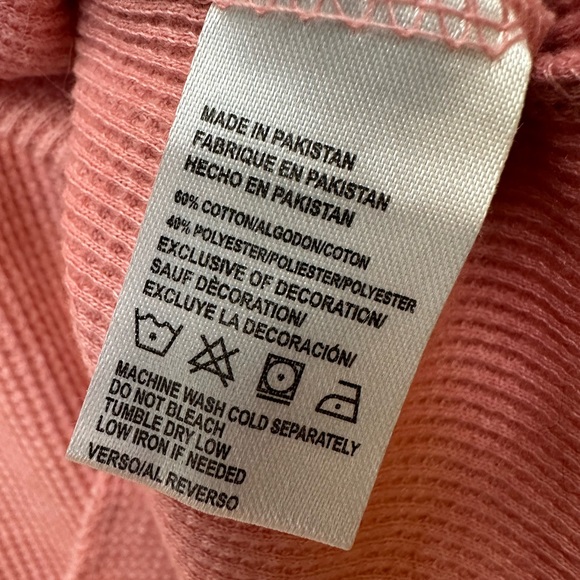 MADE IN PAKISTAN
FABRIQUE EN PAKISTAN
HECHO EN PAKISTAN
60% COTTON/ALGODON/COTON
40% POLYESTER/POLIESTER/POLYESTER
EXCLUSIVE OF DECORATION/
SAUF DÉCORATION/
EXCLUYE LA DECORACIÓN/
MACHINE WASH COLD SEPARATELY
DO NOT BLEACH
TUMBLE DRY LOW
LOW IRON IF NEEDED
VERSO/AL REVERSO